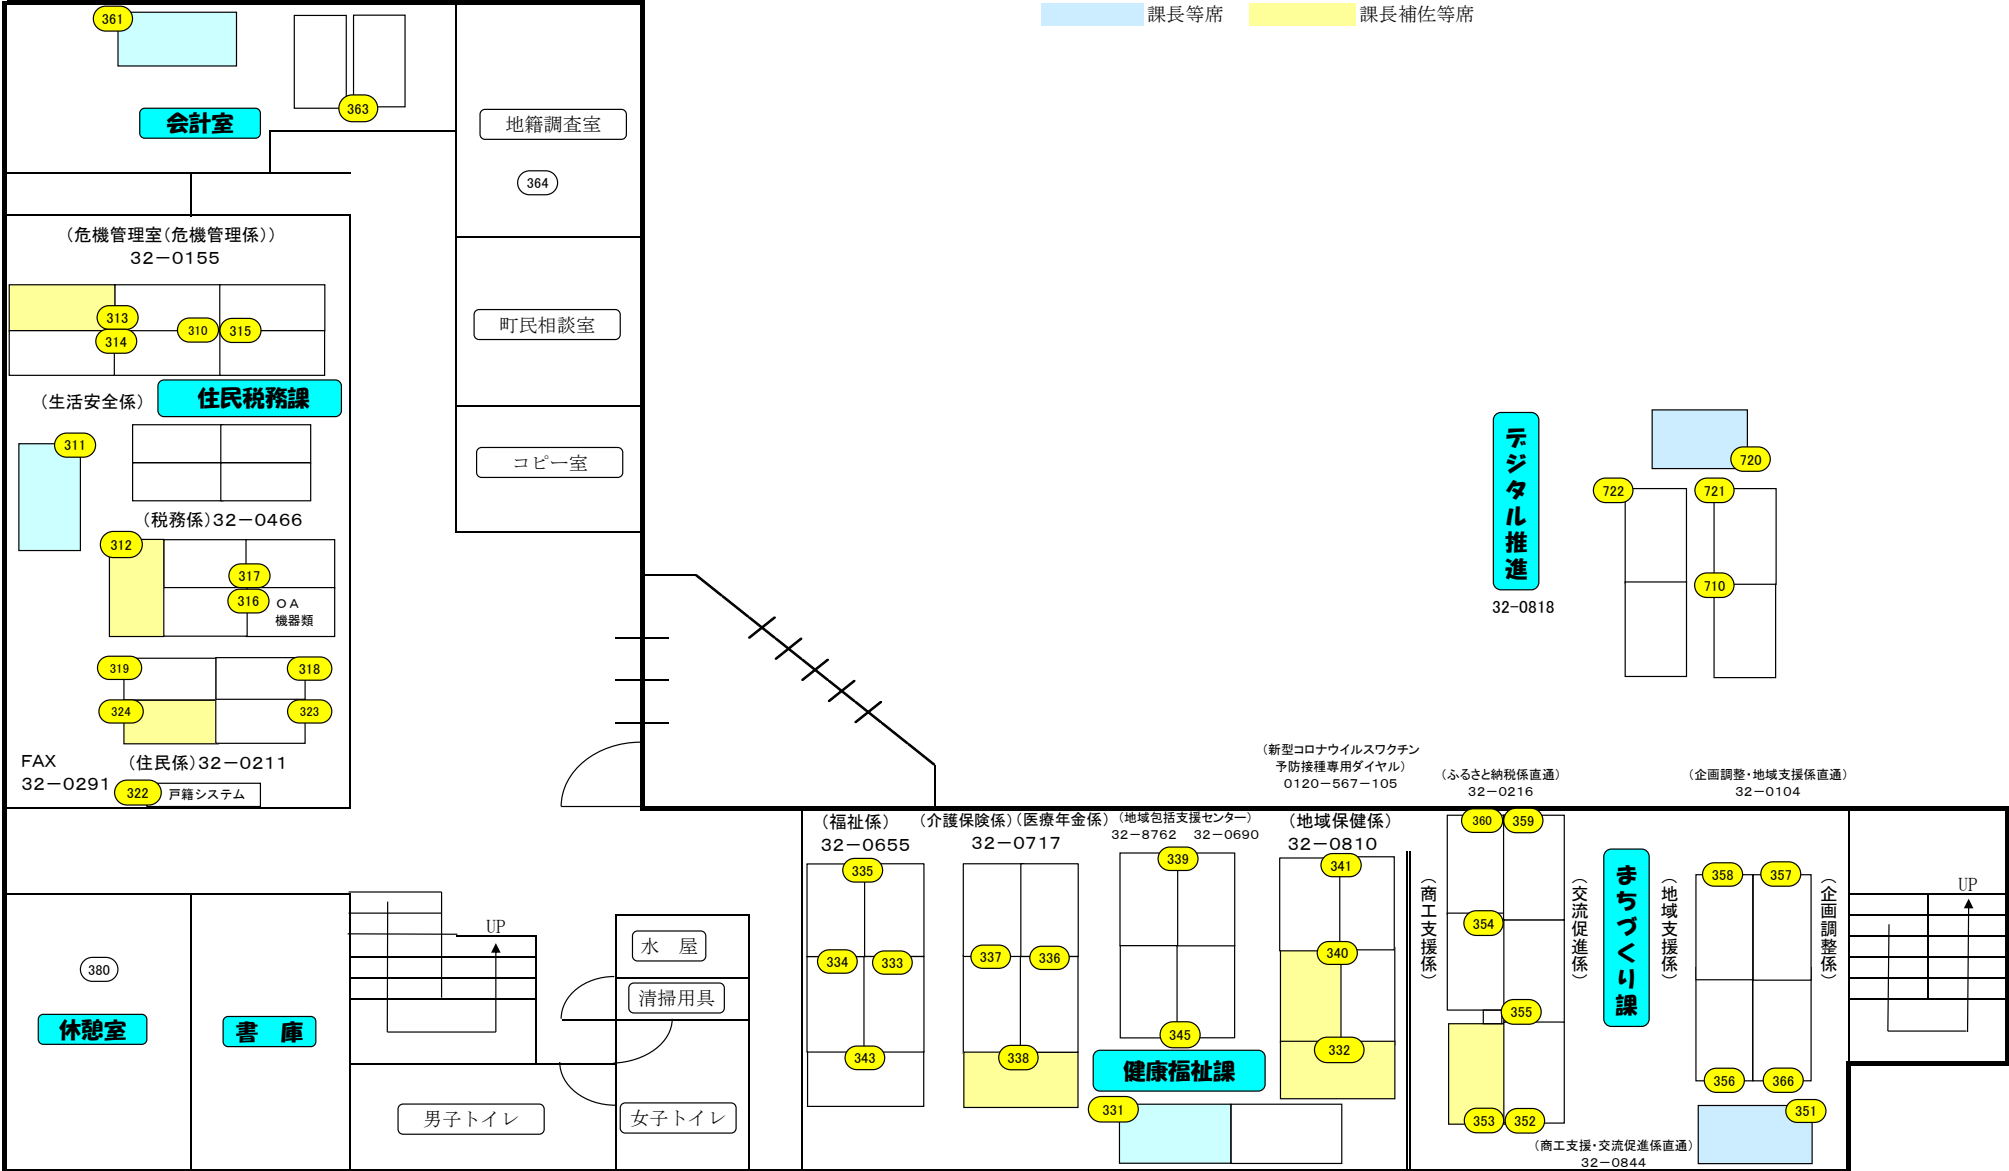 課長等席
課長補佐等席
361
363
会計室
地籍調査室
364
(危機管理室(危機管理係))
32－0155
313
314
310
315
町民相談室
(生活安全係)
住民税務課
311
コピー室
(税務係)32－0466
312
317
316
OA
機器類
319
318
324
323
FAX
32－0291
(住民係)32－0211
322
戸籍システム
デジタル推進
32-0818
720
722
721
710
(新型コロナウイルスワクチン
予防接種専用ダイヤル)
0120－567－105
(ふるさと納税係直通)
32－0216
(企画調整・地域支援係直通)
32－0104
(福祉係)
32－0655
(介護保険係)(医療年金係)
32－0717
(地域包括支援センター)
32－8762 32－0690
(地域保健係)
32－0810
335
334
333
343
337
336
338
339
345
健康福祉課
331
341
340
332
(商工支援係)
360
359
354
355
353
352
(交流促進係)
まちづくり課
(地域支援係)
358
357
356
366
351
(企画調整係)
(商工支援・交流促進係直通)
32－0844
UP
UP
380
休憩室
書 庫
水 屋
清掃用具
男子トイレ
女子トイレ